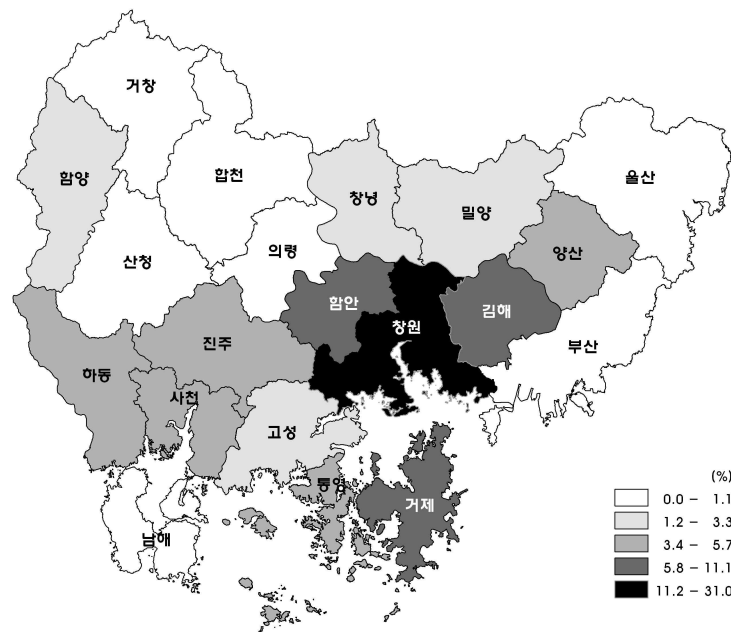 거창
함양
합천
창녕
밀양
울산
산청
의령
양산
함안
김해
창원
진주
부산
하동
사천
고성
통영
거제
남해
(%)
0.0 – 1.1
1.2 – 3.3
3.4 – 5.7
5.8 – 11.1
11.2 – 31.0